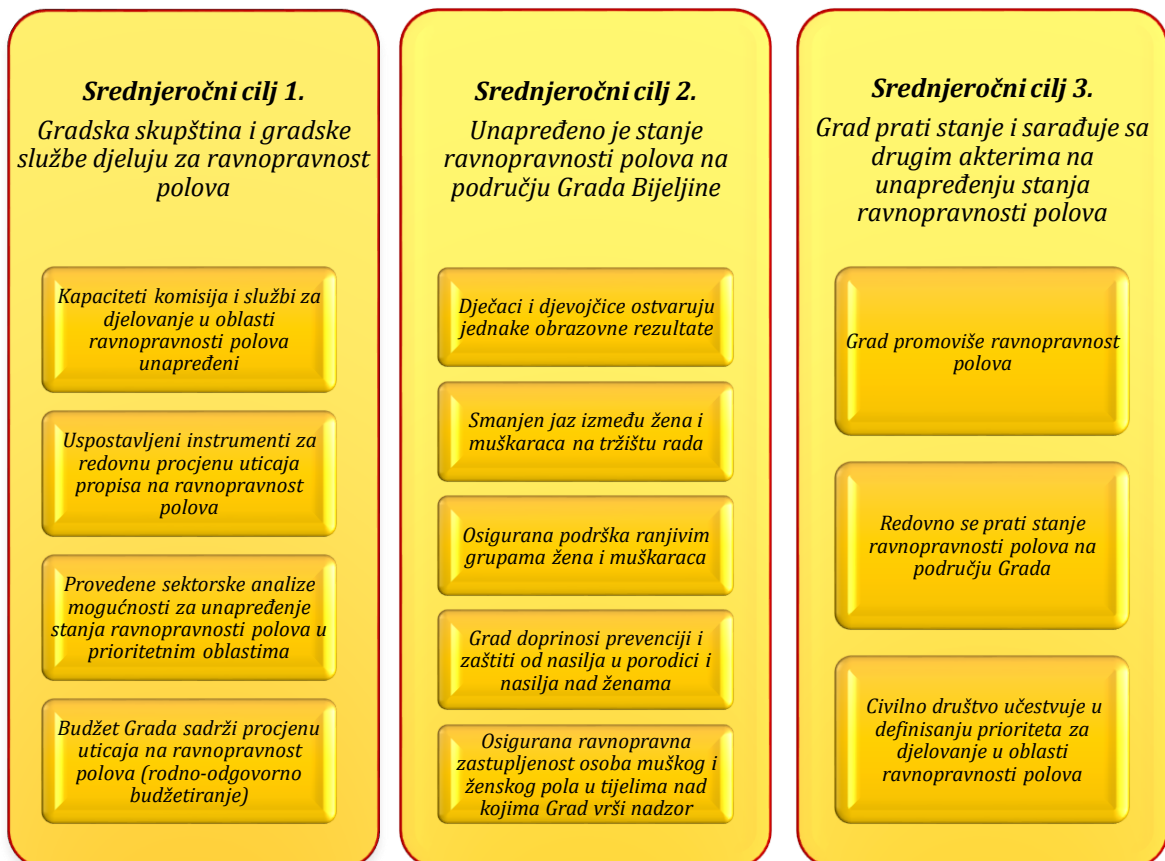 Srednjeročni cilj 1.
Gradska skupština i gradske
službe djeluju za ravnopravnost
polova
Kapaciteti komisija i službi za
djelovanje u oblasti
ravnopravnosti polova
unapređeni
Uspostavljeni instrumenti za
redovnu procjenu uticaja
propisa na ravnopravnost
polova
Provedene sektorske analize
mogućnosti za unapređenje
stanja ravnopravnosti polova u
prioritetnim oblastima
Budžet Grada sadrži procjenu
uticaja na ravnopravnost
polova (rodno-odgovorno
budžetiranje)
Srednjeročni cilj 2.
Unapređeno je stanje
ravnopravnosti polova na
području Grada Bijeljine
Dječaci i djevojčice ostvaruju
jednake obrazovne rezultate
Smanjen jaz između žena i
muškaraca na tržištu rada
Osigurana podrška ranjivim
grupama žena i muškaraca
Grad doprinosi prevenciji i
zaštiti od nasilja u porodici i
nasilja nad ženama
Osigurana ravnopravna
zastupljenost osoba muškog i
ženskog pola u tijelima nad
kojima Grad vrši nadzor
Srednjeročni cilj 3.
Grad prati stanje i sarađuje sa
drugim akterima na
unapređenju stanja
ravnopravnosti polova
Grad promoviše ravnopravnost
polova
Redovno se prati stanje
ravnopravnosti polova na
području Grada
Civilno društvo učestvuje u
definisanju prioriteta za
djelovanje u oblasti
ravnopravnosti polova